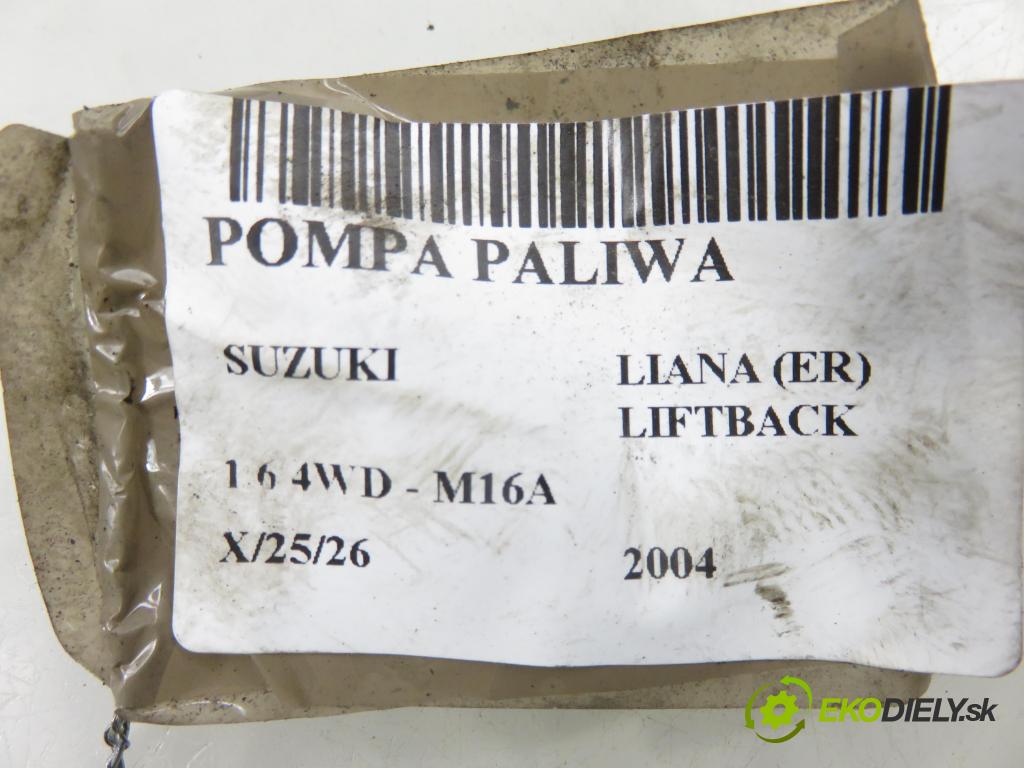 POMPA PALIWA
SUZUKI LIANA (ER)
LIFTBACK
1.6 4WD - M16A
X/25/26 2004
EKODIELY.sk